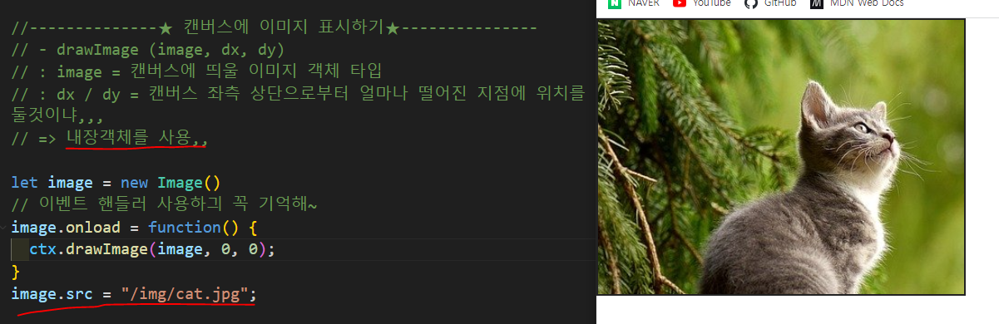 //--------------★ 캔버스에 이미지 표시하기★---------------
// - drawImage (image, dx, dy)
// : image = 캔버스에 띄울 이미지 객체 타입
// : dx / dy = 캔버스 좌측 상단으로부터 얼마나 떨어진 지점에 위치를
둘것이냐,,,
// => 내장객체를 사용,,
let image = new Image()
// 이벤트 핸들러 사용하긔 꼭 기억해~
image.onload = function() {
ctx.drawImage(image, 0, 0);
}
image.src = "/img/cat.jpg";
N NAVER YouTube GitHub M MDN Web Docs